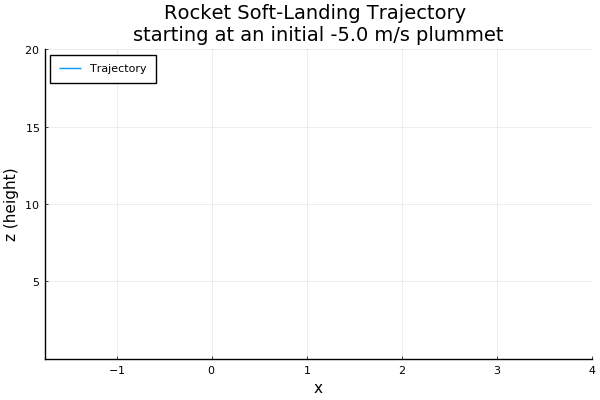 Rocket Soft-Landing Trajectory
starting at an initial -5.0 m/s plummet
20
Trajectory
15
z (height)
10
5
−1 0 1 2 3 4
x